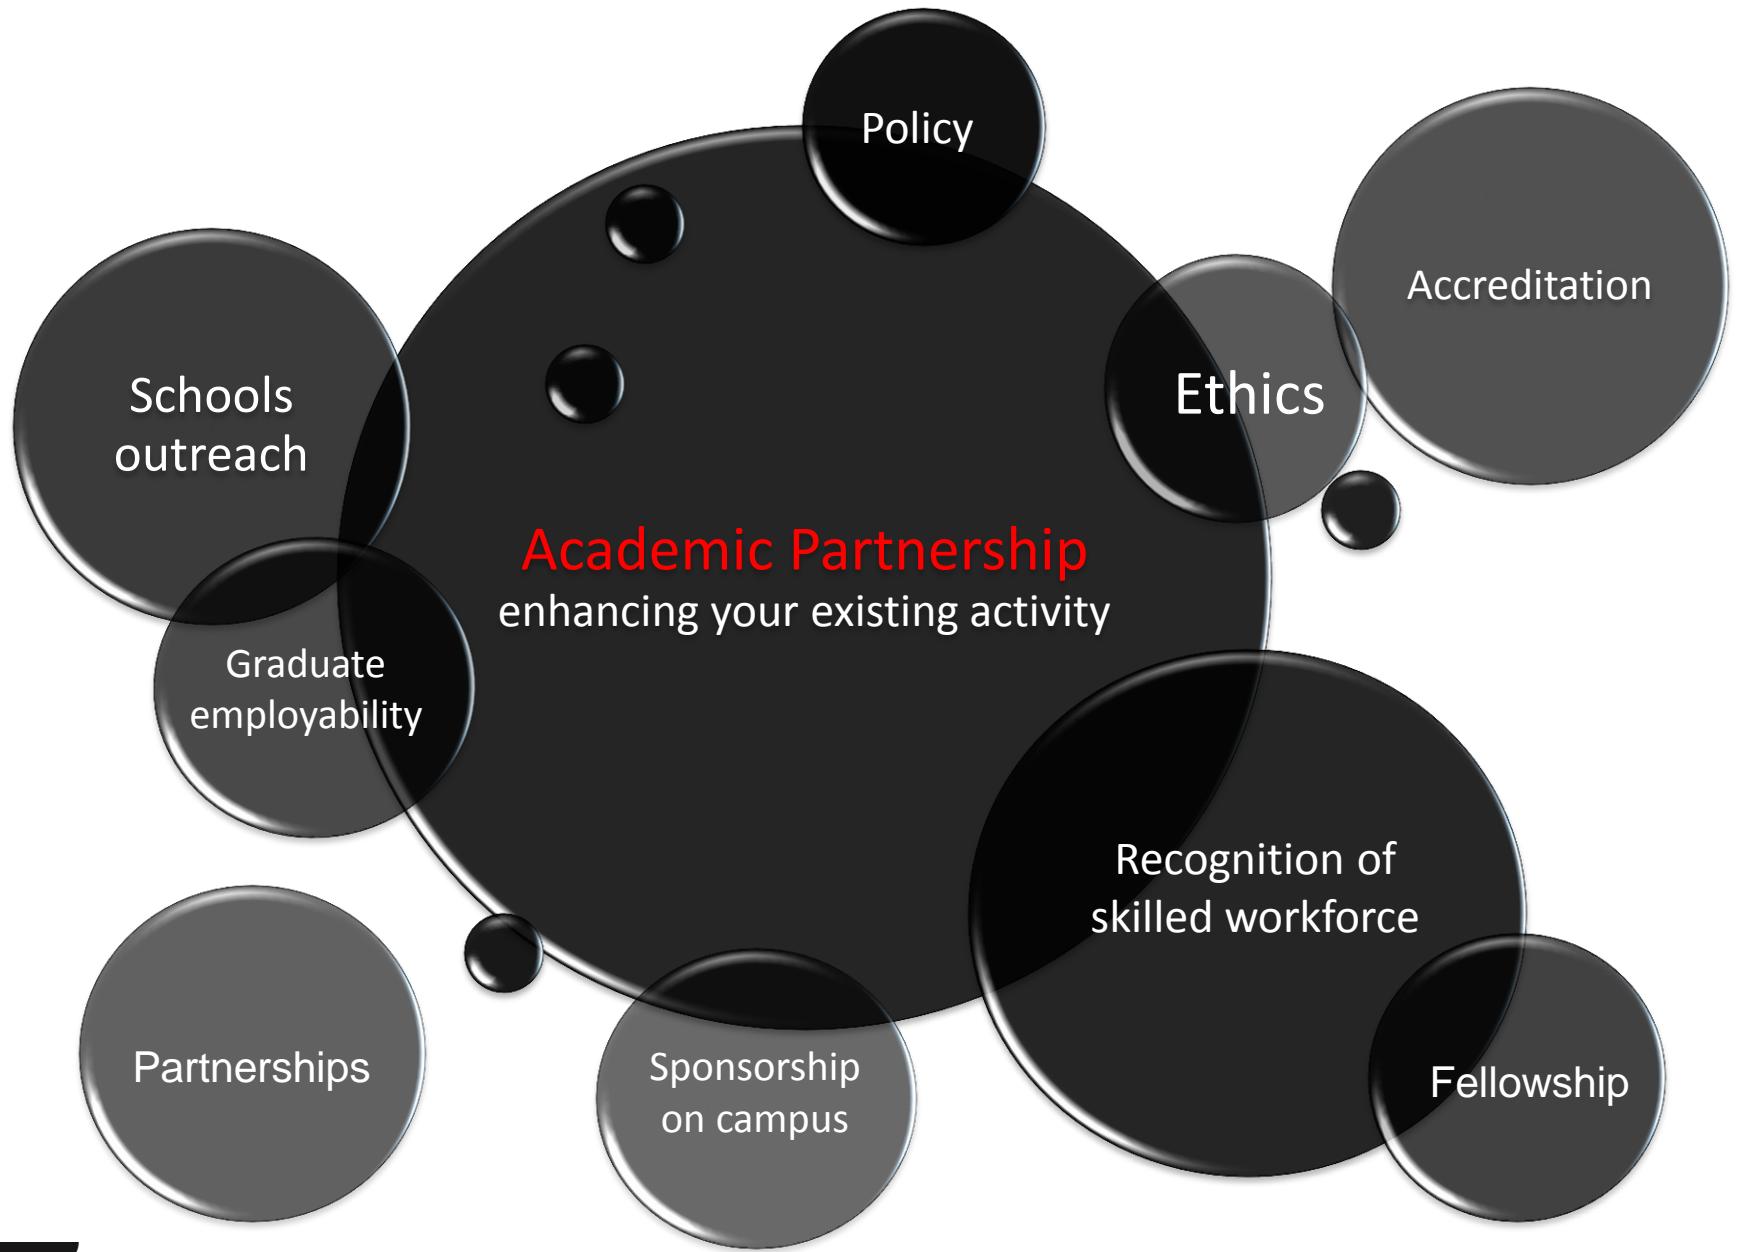 Policy
Accreditation
Schools
outreach
Ethics
Academic Partnership
enhancing your existing activity
Graduate
employability
Recognition of
skilled workforce
Partnerships
Sponsorship
on campus
Fellowship